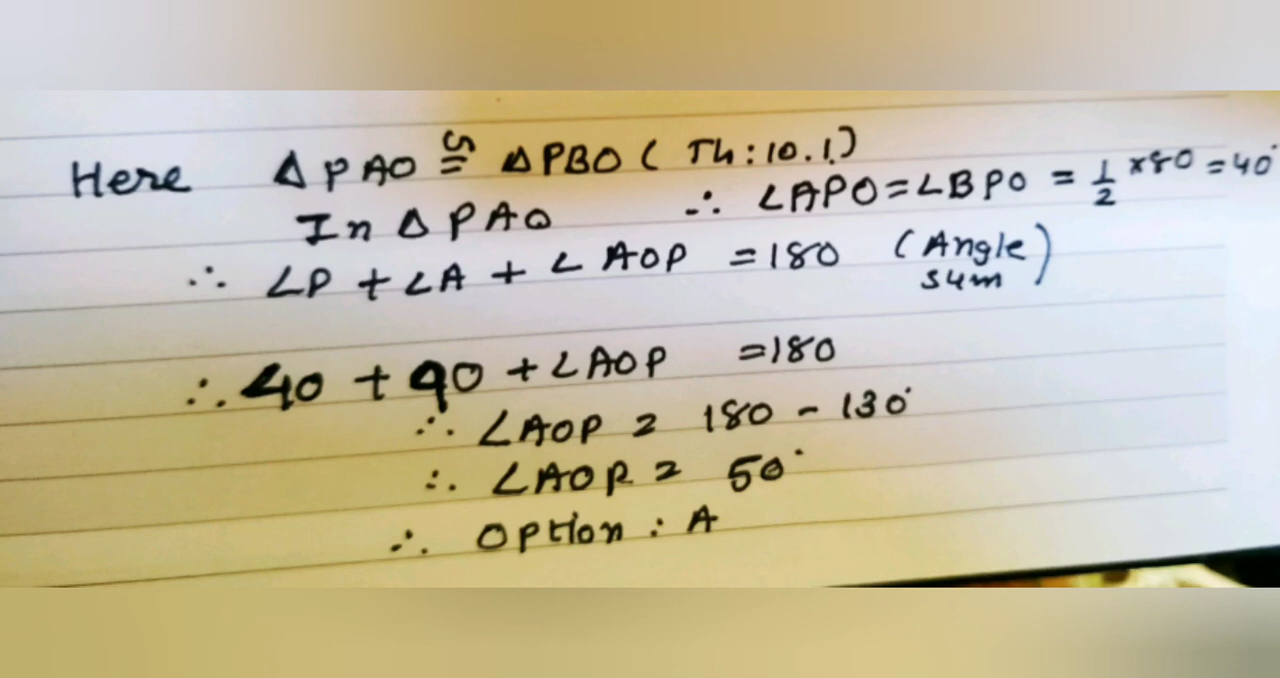 Here ΔPAO ≅ ΔPBO ( Th:10.1)
In ΔPAO ∴ ∠APO=∠BPO = 1/2 ×80 = 40°
∴ ∠P + ∠A + ∠AOP =180 (Angle sum)
∴ 40 + 90 + ∠AOP =180
∴ ∠AOP = 180 - 130°
∴ ∠AOP = 50°
∴ Option : A